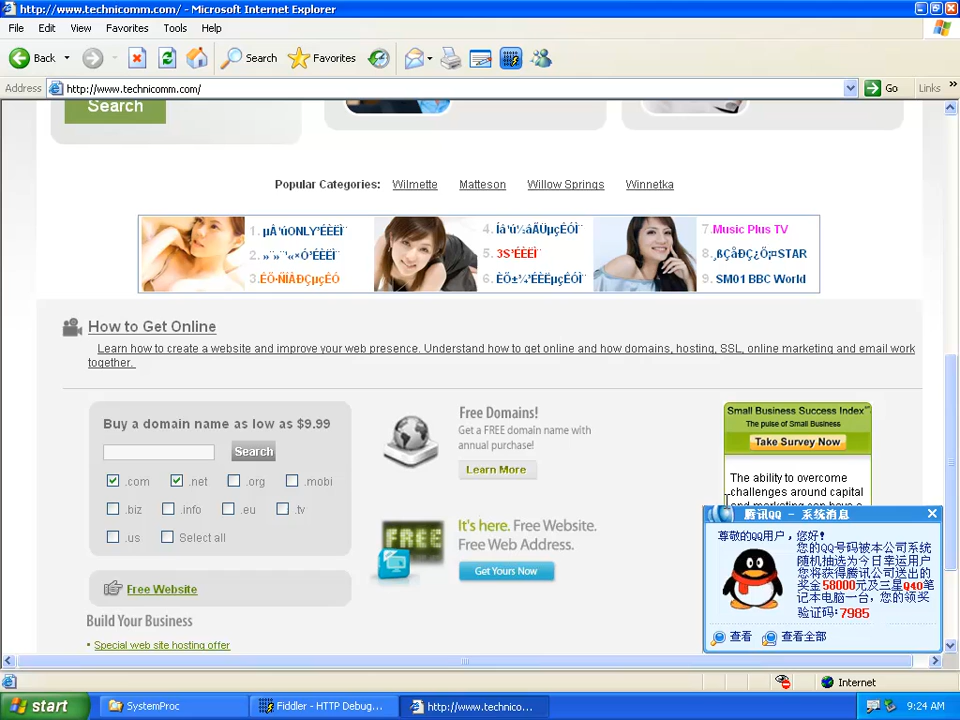 http://www.technicomm.com/ - Microsoft Internet Explorer
File Edit View Favorites Tools Help
Back Search Favorites
Address http://www.technicomm.com/ Go Links
Search
Popular Categories: Wilmette Matteson Willow Springs Winnetka
1. µÂ¹úONLY³ÉÈËÌ¨ 4. Íâ¹ú½âÃÜµçÊÓÌ¨ 7.Music Plus TV
5. 3S³ÉÈËÌ¨
9. SM01 BBC World
How to Get Online
Learn how to create a website and improve your web presence. Understand how to get online and how domains, hosting, SSL, online marketing and email work
together.
Buy a domain name as low as $9.99
Search
.com .net .org .mobi
.biz .info .eu .tv
.us Select all
Free Website
Build Your Business
Special web site hosting offer
Free Domains!
Get a FREE domain name with
annual purchase!
Learn More
FREE
It's here. Free Website.
Free Web Address.
Get Yours Now
Small Business Success Index
The pulse of Small Business
Take Survey Now
The ability to overcome
challenges around capital
腾讯QQ - 系统消息
尊敬的QQ用户，您好!
您的QQ号码被本公司系统
随机抽选为今日幸运用户
您将获得腾讯公司送出的
奖金58000元及三星Q40笔
记本电脑一台，您的领奖
验证码:7985
查看 查看全部
Internet
start SystemProc Fiddler - HTTP Debug... http://www.technico... 9:24 AM